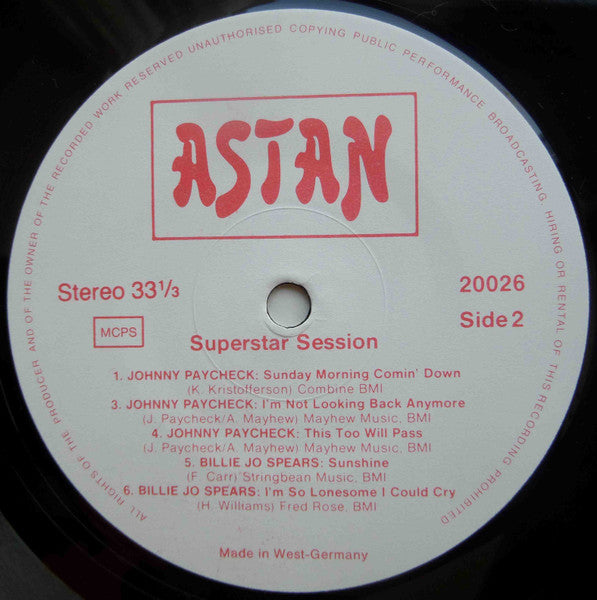 ALL RIGHTS OF THE PRODUCER AND OF THE OWNER OF THE RECORDED WORK RESERVED UNAUTHORISED COPYING PUBLIC PERFORMANCE BROADCASTING, HIRING OR RENTAL OF THIS RECORDING PROHIBITED
ASTAN
Stereo 33⅓
20026
MCPS
Side 2
Superstar Session
1. JOHNNY PAYCHECK: Sunday Morning Comin' Down
(K. Kristofferson) Combine BMI
3. JOHNNY PAYCHECK: I'm Not Looking Back Anymore
(J. Paycheck/A. Mayhew) Mayhew Music, BMI
4. JOHNNY PAYCHECK: This Too Will Pass
(J. Paycheck/A. Mayhew) Mayhew Music, BMI
5. BILLIE JO SPEARS: Sunshine
(F. Carr) Stringbean Music, BMI
6. BILLIE JO SPEARS: I'm So Lonesome I Could Cry
(H. Williams) Fred Rose, BMI
Made in West-Germany